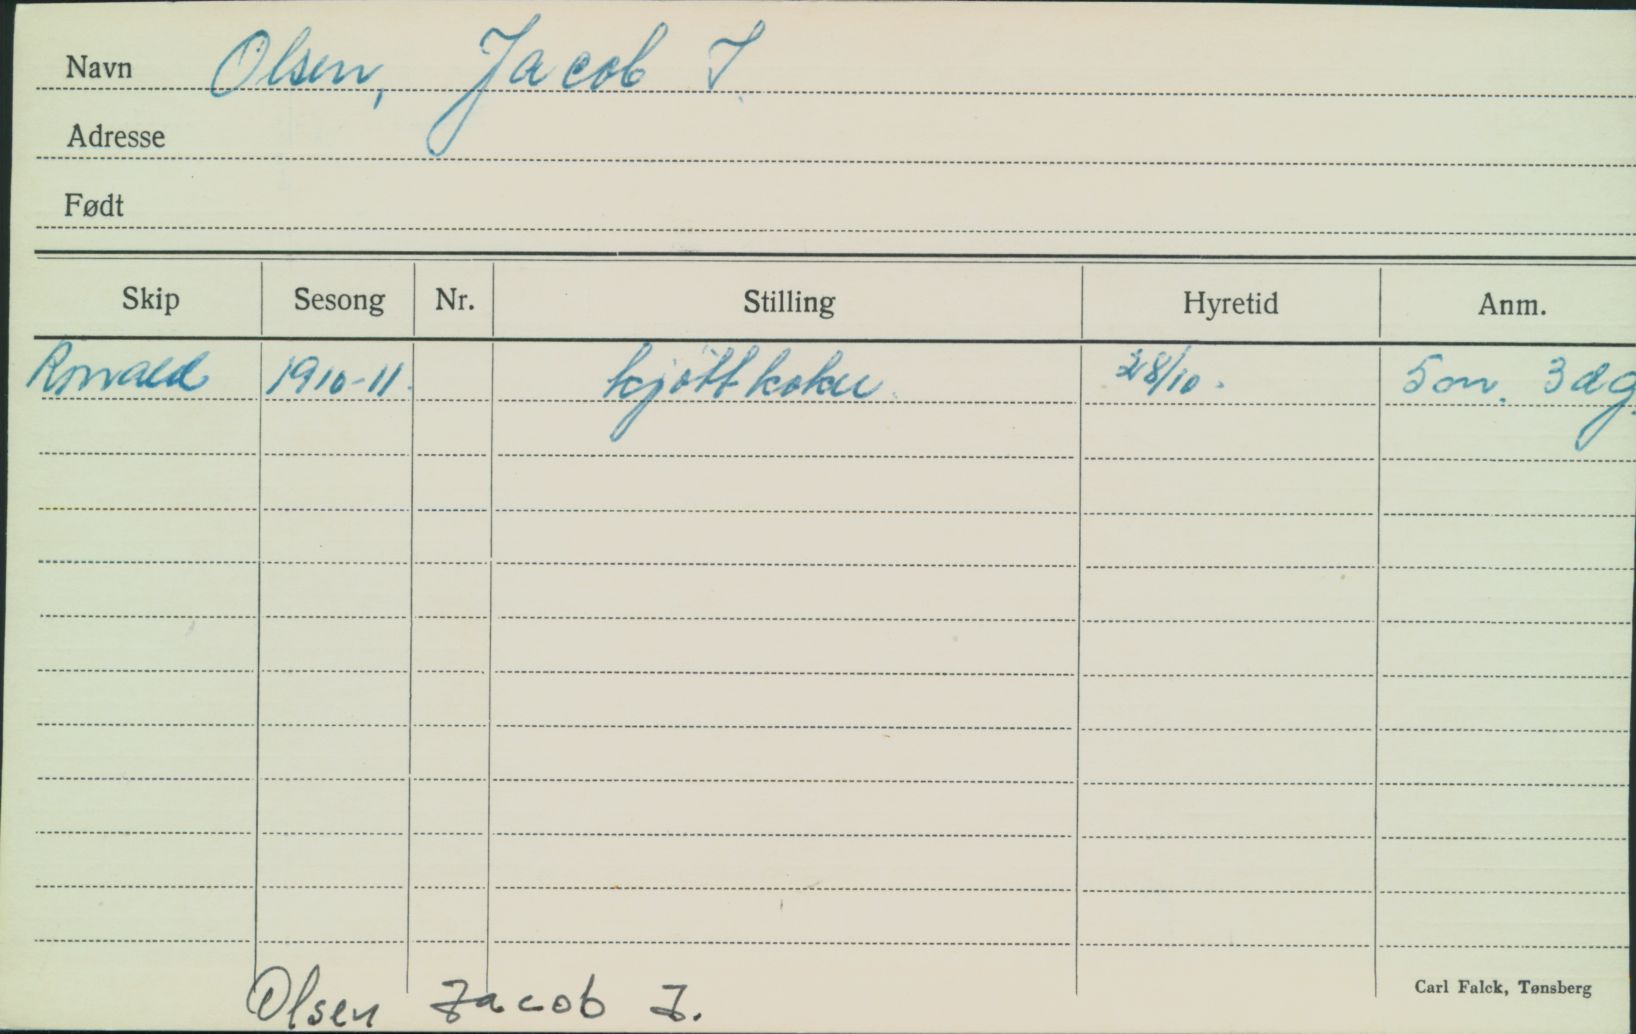 Navn Olsen, Jacob I.
Adresse
Født
Skip Sesong Nr. Stilling Hyretid Anm.
Ronald 1910-11. kjöttkoker. 28/10. 5 m. 3 dg.
Carl Falck, Tønsberg
Olsen Jacob I.